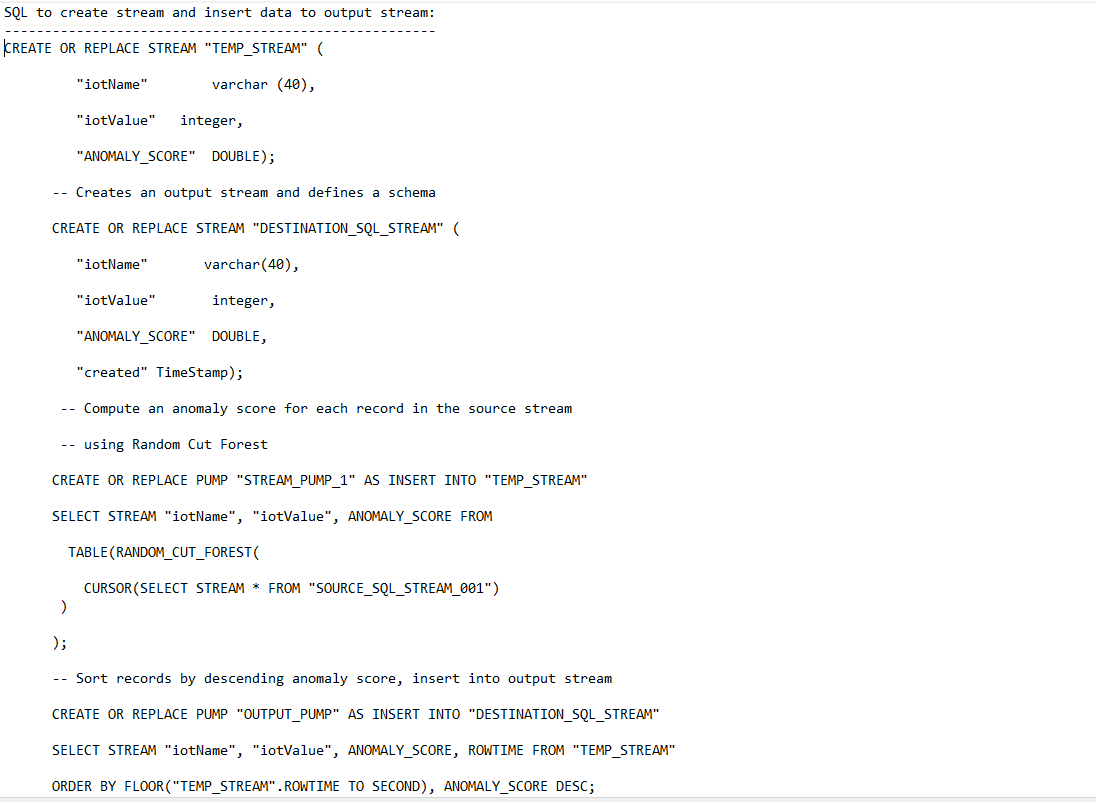 SQL to create stream and insert data to output stream:
------------------------------------------------------
CREATE OR REPLACE STREAM "TEMP_STREAM" (
"iotName"        varchar (40),
"iotValue"   integer,
"ANOMALY_SCORE"  DOUBLE);
-- Creates an output stream and defines a schema
CREATE OR REPLACE STREAM "DESTINATION_SQL_STREAM" (
"iotName"       varchar(40),
"iotValue"       integer,
"ANOMALY_SCORE"  DOUBLE,
"created" TimeStamp);
-- Compute an anomaly score for each record in the source stream
-- using Random Cut Forest
CREATE OR REPLACE PUMP "STREAM_PUMP_1" AS INSERT INTO "TEMP_STREAM"
SELECT STREAM "iotName", "iotValue", ANOMALY_SCORE FROM
TABLE(RANDOM_CUT_FOREST(
CURSOR(SELECT STREAM * FROM "SOURCE_SQL_STREAM_001")
)
);
-- Sort records by descending anomaly score, insert into output stream
CREATE OR REPLACE PUMP "OUTPUT_PUMP" AS INSERT INTO "DESTINATION_SQL_STREAM"
SELECT STREAM "iotName", "iotValue", ANOMALY_SCORE, ROWTIME FROM "TEMP_STREAM"
ORDER BY FLOOR("TEMP_STREAM".ROWTIME TO SECOND), ANOMALY_SCORE DESC;